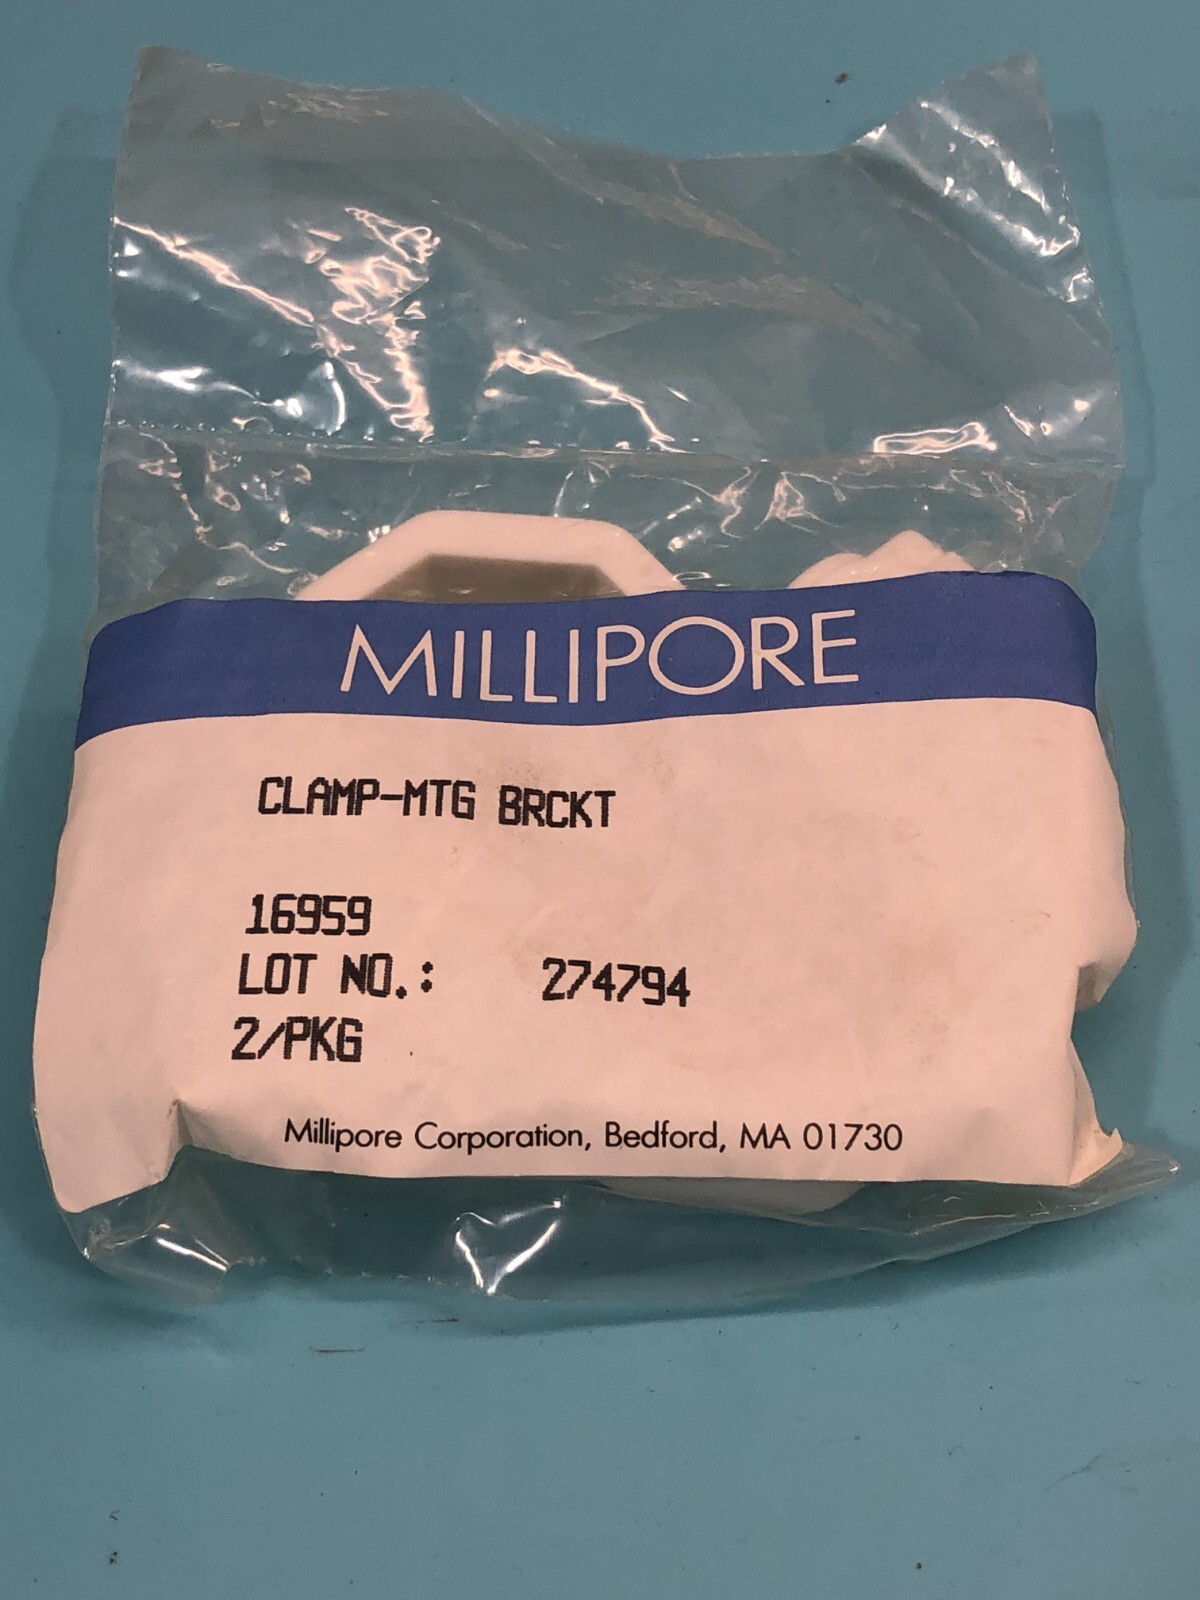 MILLIPORE
CLAMP-MTG BRCKT
16959
LOT NO.: 274794
2/PKG
Millipore Corporation, Bedford, MA 01730